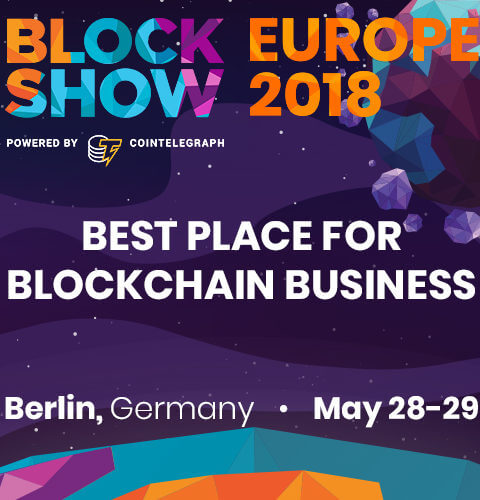 BLOCK
SHOW
EUROPE
2018
POWERED BY COINTELEGRAPH
BEST PLACE FOR
BLOCKCHAIN BUSINESS
Berlin, Germany • May 28-29